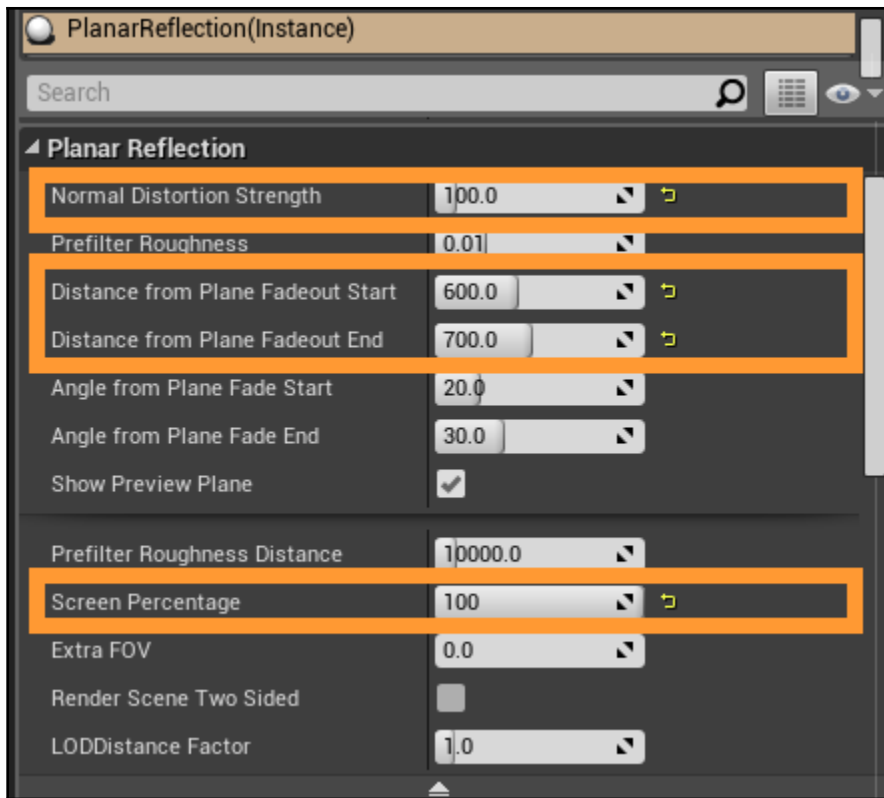 PlanarReflection(Instance)
Search
Planar Reflection
Normal Distortion Strength 100.0
Prefilter Roughness 0.01
Distance from Plane Fadeout Start 600.0
Distance from Plane Fadeout End 700.0
Angle from Plane Fade Start 20.0
Angle from Plane Fade End 30.0
Show Preview Plane
Prefilter Roughness Distance 10000.0
Screen Percentage 100
Extra FOV 0.0
Render Scene Two Sided
LODDistance Factor 1.0